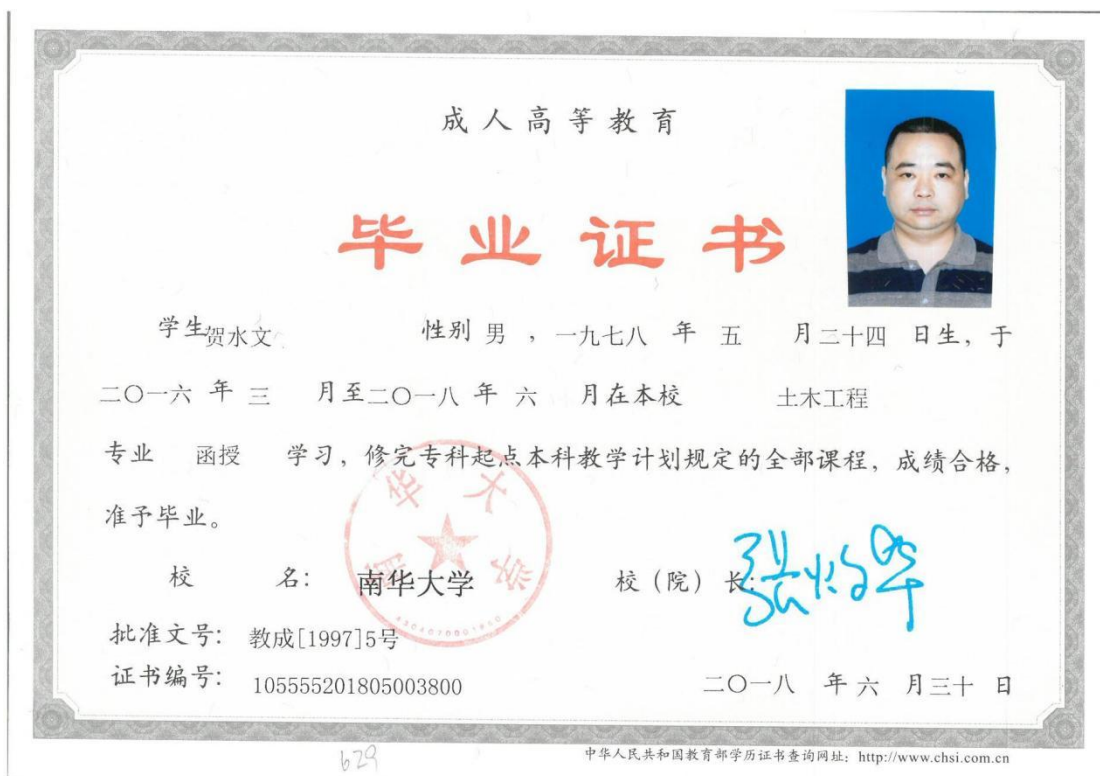 成人高等教育
毕业证书
学生 贺水文 性别 男 ，一九七八 年 五 月二十四 日生，于
二〇一六 年 三 月至二〇一八 年 六 月在本校 土木工程
专业 函授 学习，修完专科起点本科教学计划规定的全部课程，成绩合格，
准予毕业。
南华大学
校 名： 南华大学 校（院）长：
批准文号： 教成[1997]5号
证书编号： 105555201805003800 二〇一八 年 六 月三十 日
629
中华人民共和国教育部学历证书查询网址：http://www.chsi.com.cn